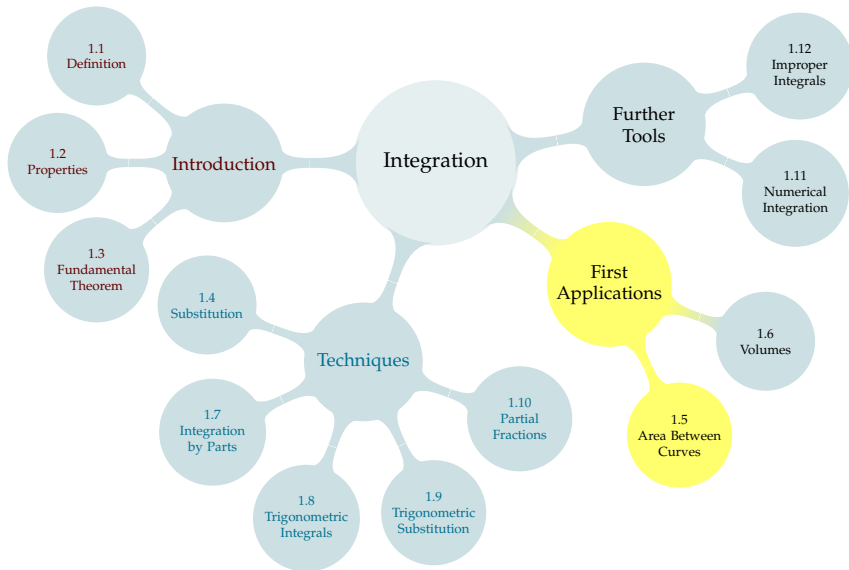 Integration
Introduction
1.1
Definition
1.2
Properties
1.3
Fundamental
Theorem
Techniques
1.4
Substitution
1.7
Integration
by Parts
1.8
Trigonometric
Integrals
1.9
Trigonometric
Substitution
1.10
Partial
Fractions
First
Applications
1.5
Area Between
Curves
1.6
Volumes
Further
Tools
1.11
Numerical
Integration
1.12
Improper
Integrals